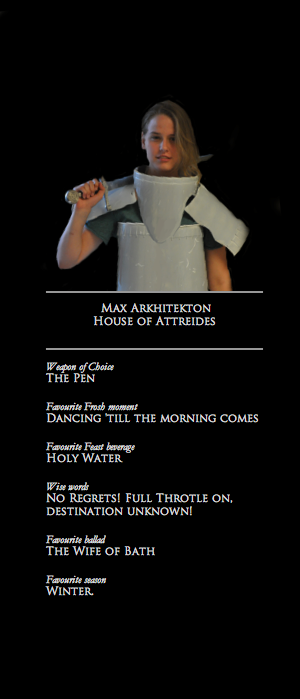 Max Arkhitekton
House of Attreides
Weapon of Choice
The Pen
Favourite Frosh moment
Dancing 'till the morning comes
Favourite Feast beverage
Holy Water
Wise words
No Regrets! Full Throtle on,
destination unknown!
Favourite ballad
The Wife of Bath
Favourite season
Winter.